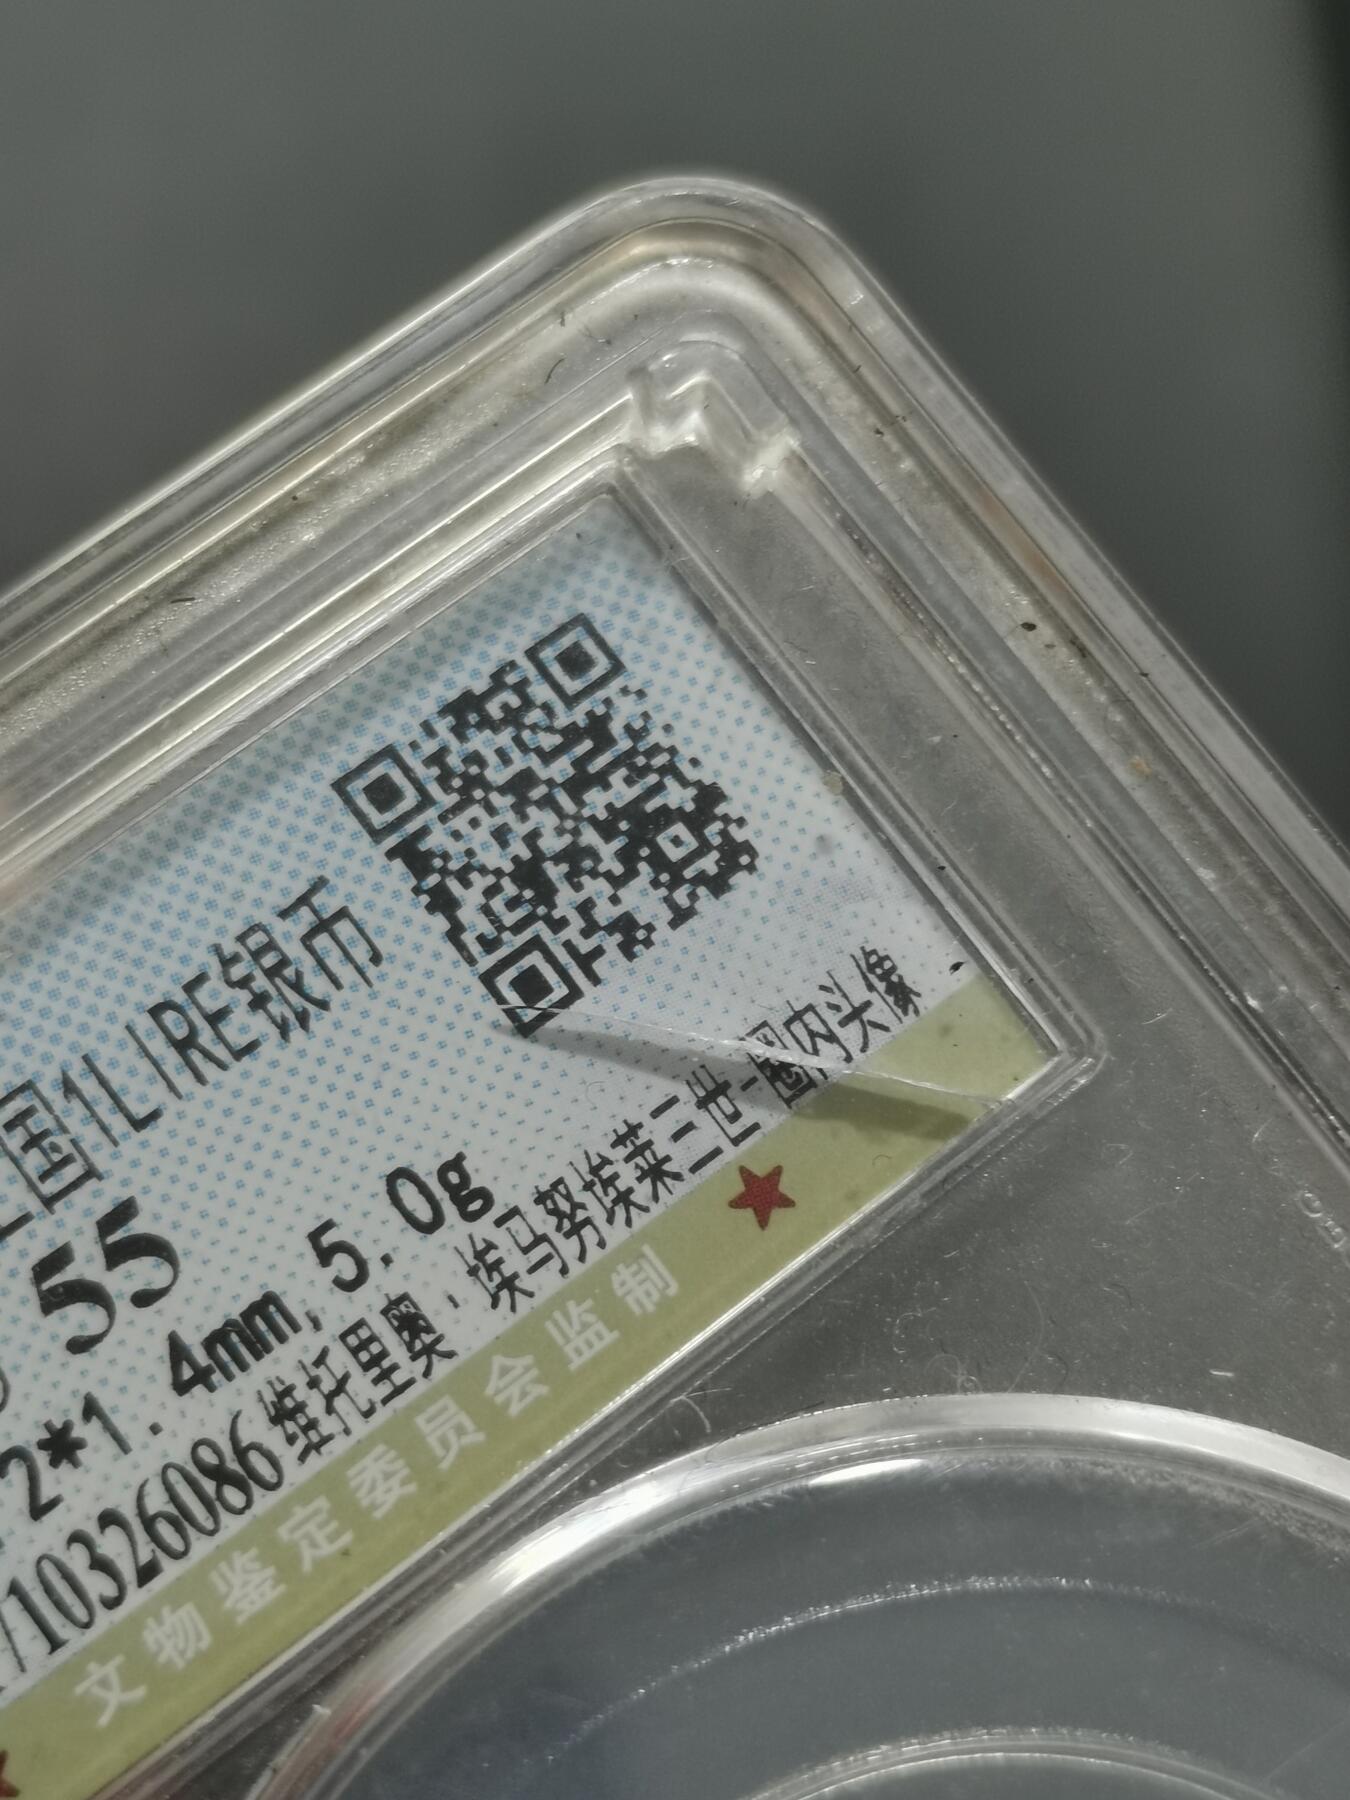 国1LIRE银币
55
2*1.4mm, 5.0g
/10326086 维托里奥·埃马努埃莱三世-圈内头像
文物鉴定委员会监制